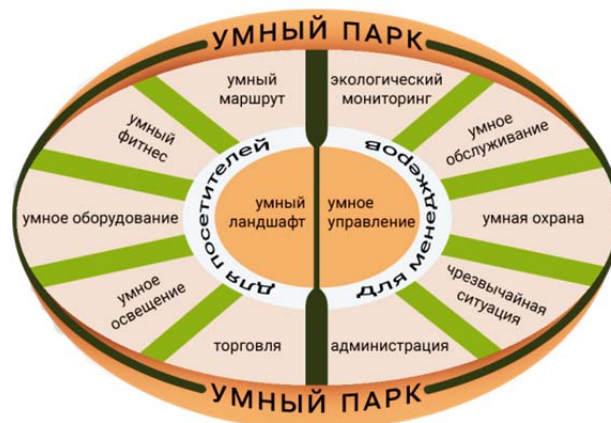 УМНЫЙ ПАРК
умный
маршрут
экологический
мониторинг
умный
фитнес
умное
обслуживание
для посетителей
для менеджеров
умное оборудование
умный
ландшафт
умное
управление
умная охрана
умное
освещение
чрезвычайная
ситуация
торговля
администрация
УМНЫЙ ПАРК